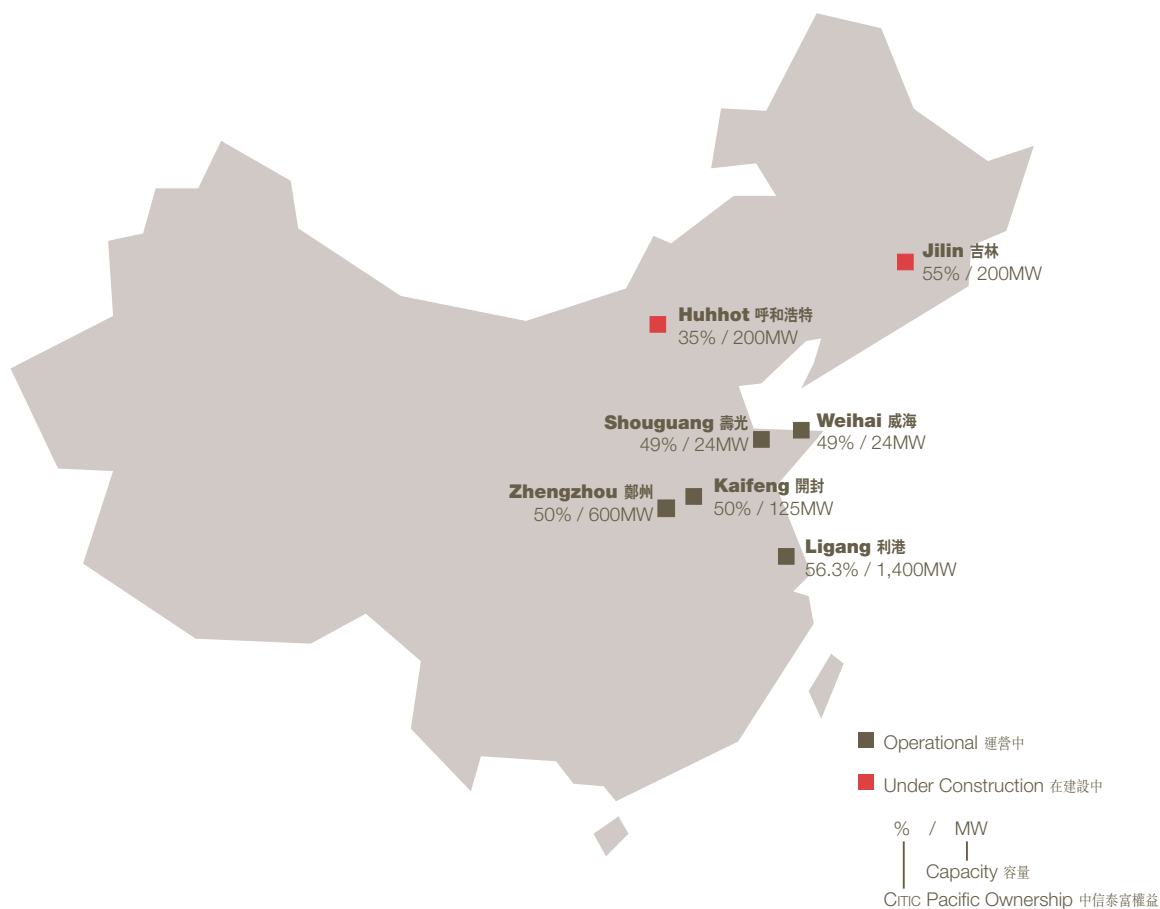 Jilin 吉林
55% / 200MW
Huhhot 呼和浩特
35% / 200MW
Shouguang 壽光
49% / 24MW
Weihai 威海
49% / 24MW
Zhengzhou 鄭州
50% / 600MW
Kaifeng 開封
50% / 125MW
Ligang 利港
56.3% / 1,400MW
Operational 運營中
Under Construction 在建設中
% / MW
Capacity 容量
CITIC Pacific Ownership 中信泰富權益